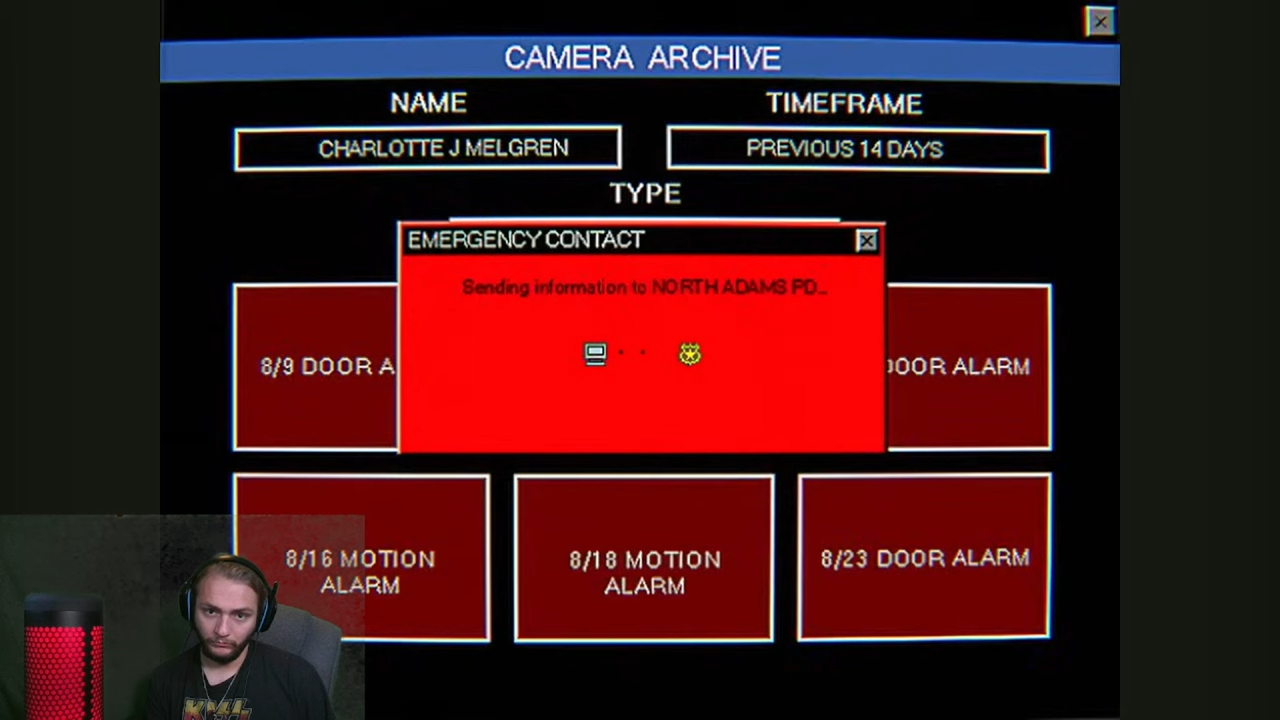 CAMERA ARCHIVE
NAME
TIMEFRAME
CHARLOTTE J MELGREN
PREVIOUS 14 DAYS
TYPE
EMERGENCY CONTACT
Sending information to NORTH ADAMS PD...
8/9 DOOR A
DOOR ALARM
8/16 MOTION
ALARM
8/18 MOTION
ALARM
8/23 DOOR ALARM